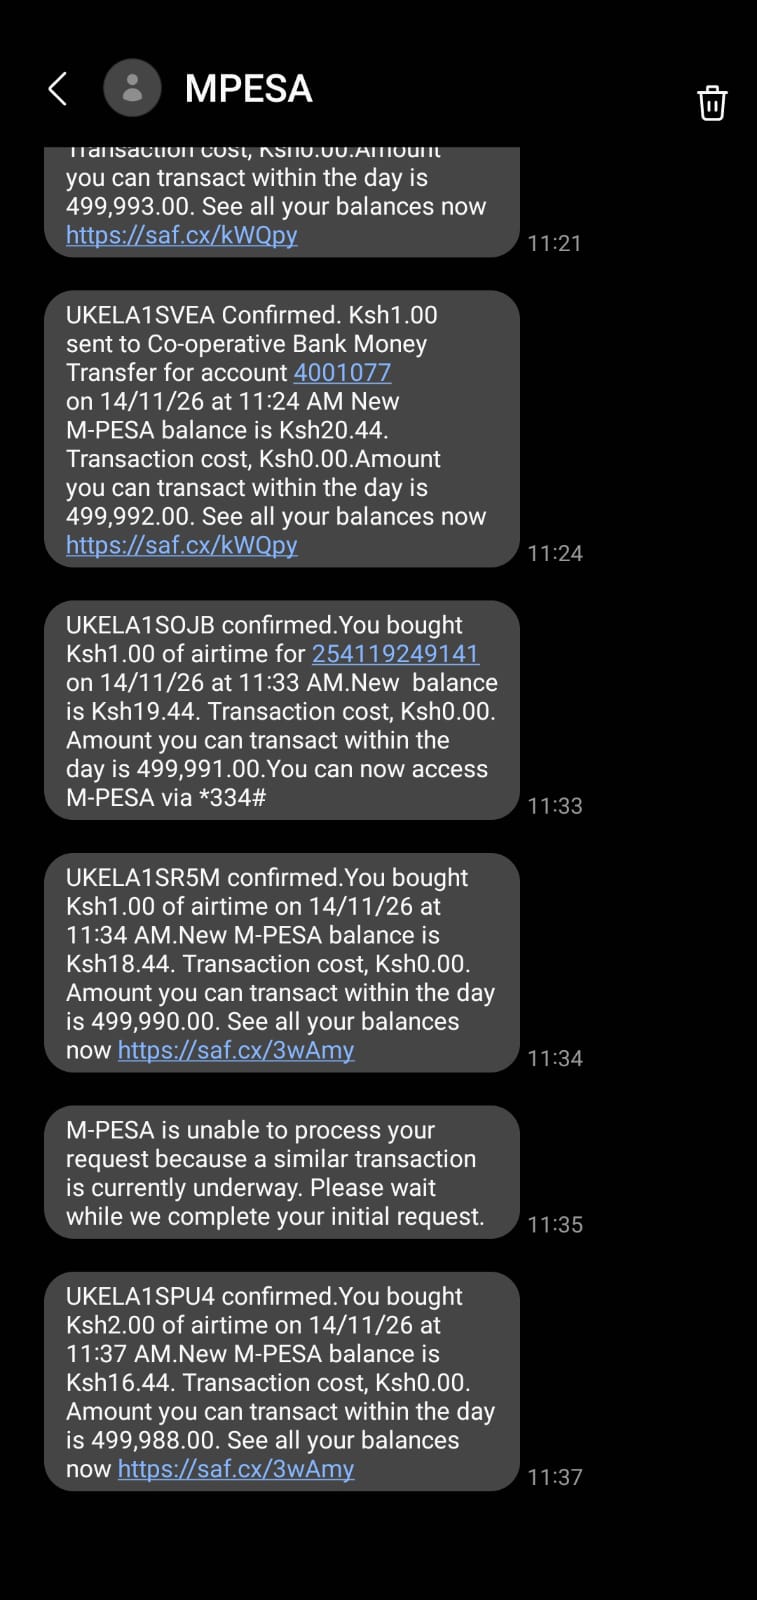 MPESA
Transaction cost, Ksh0.00.Amount
you can transact within the day is
499,993.00. See all your balances now
https://saf.cx/kWQpy
11:21
UKELA1SVEA Confirmed. Ksh1.00
sent to Co-operative Bank Money
Transfer for account 4001077
on 14/11/26 at 11:24 AM New
M-PESA balance is Ksh20.44.
Transaction cost, Ksh0.00.Amount
you can transact within the day is
499,992.00. See all your balances now
https://saf.cx/kWQpy
11:24
UKELA1SOJB confirmed.You bought
Ksh1.00 of airtime for 254119249141
on 14/11/26 at 11:33 AM.New  balance
is Ksh19.44. Transaction cost, Ksh0.00.
Amount you can transact within the
day is 499,991.00.You can now access
M-PESA via *334#
11:33
UKELA1SR5M confirmed.You bought
Ksh1.00 of airtime on 14/11/26 at
11:34 AM.New M-PESA balance is
Ksh18.44. Transaction cost, Ksh0.00.
Amount you can transact within the day
is 499,990.00. See all your balances
now https://saf.cx/3wAmy
11:34
M-PESA is unable to process your
request because a similar transaction
is currently underway. Please wait
while we complete your initial request.
11:35
UKELA1SPU4 confirmed.You bought
Ksh2.00 of airtime on 14/11/26 at
11:37 AM.New M-PESA balance is
Ksh16.44. Transaction cost, Ksh0.00.
Amount you can transact within the day
is 499,988.00. See all your balances
now https://saf.cx/3wAmy
11:37